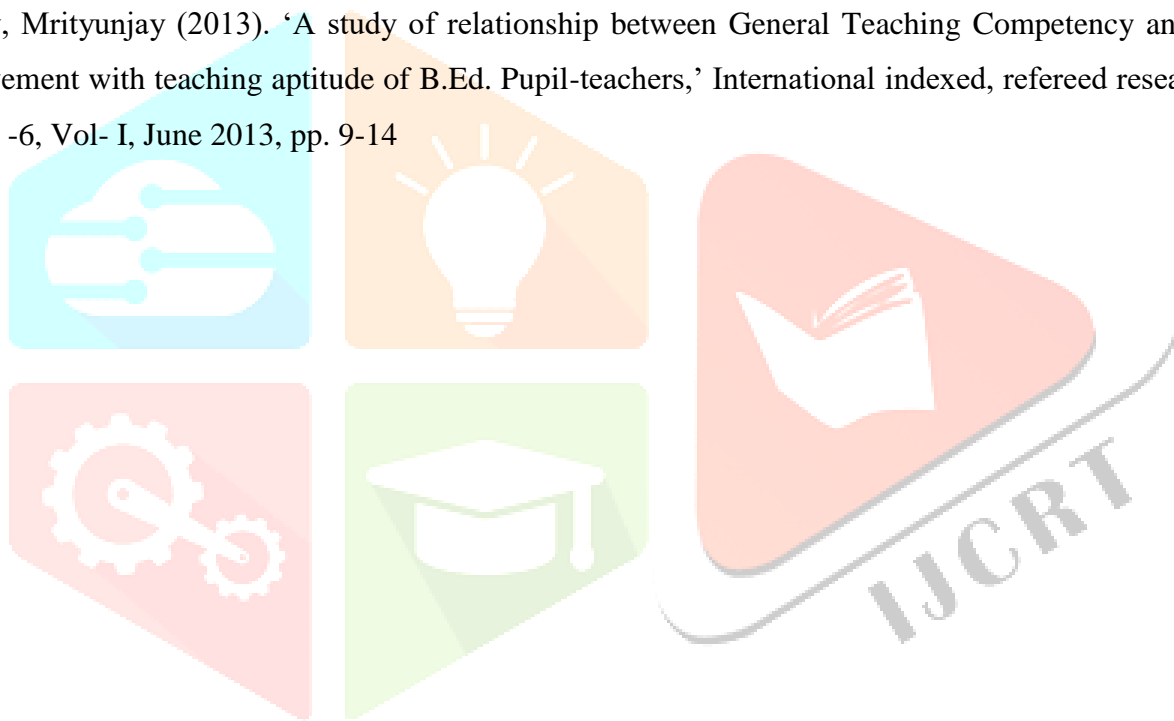 , Mrityunjay (2013). ‘A study of relationship between General Teaching Competency an
ement with teaching aptitude of B.Ed. Pupil-teachers,’ International indexed, refereed resea
-6, Vol- I, June 2013, pp. 9-14
IJCRT